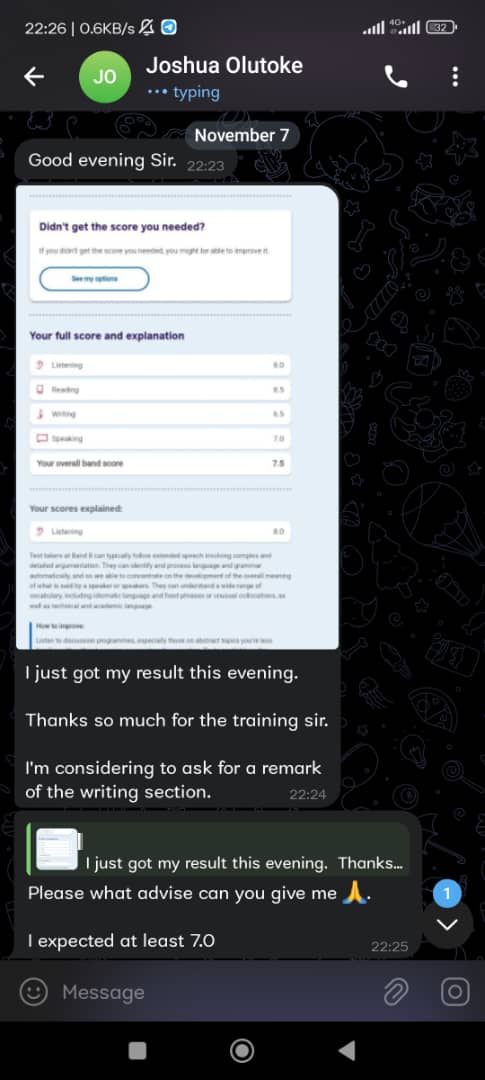 22:26 | 0.6KB/s
4G+
32
JO
Joshua Olutoke
typing
November 7
Good evening Sir. 22:23
Didn't get the score you needed?
If you didn't get the score you needed, you might be able to improve it.
See my options
Your full score and explanation
Listening 8.0
Reading 8.5
Writing 6.5
Speaking 7.0
Your overall band score 7.5
Your scores explained:
Listening 8.0
Test takers at Band 8 can typically follow extended speech involving complex and
detailed argumentation. They can identify and process language and grammar
automatically, and so are able to concentrate on the development of the overall meaning
of what is said by a speaker or speakers. They can understand a wide range of
vocabulary, including idiomatic language and fixed phrases or unusual collocations, as
well as technical and academic language.
How to improve:
Listen to discussion programmes, especially those on abstract topics you're less
I just got my result this evening.
Thanks so much for the training sir.
I'm considering to ask for a remark
of the writing section. 22:24
I just got my result this evening. Thanks...
Please what advise can you give me 🙏.
1
I expected at least 7.0
22:25
Message